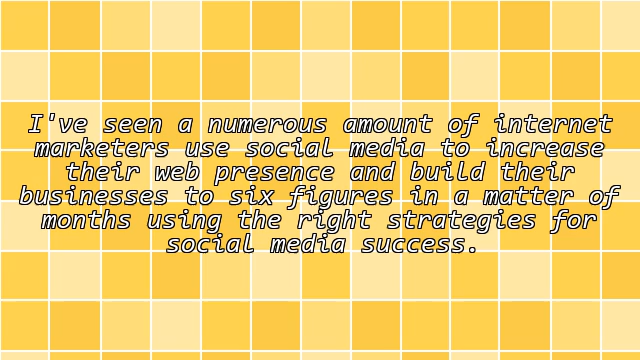 I've seen a numerous amount of internet
marketers use social media to increase
their web presence and build their
businesses to six figures in a matter of
months using the right strategies for
social media success.